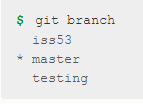 $ git branch
  iss53
* master
  testing